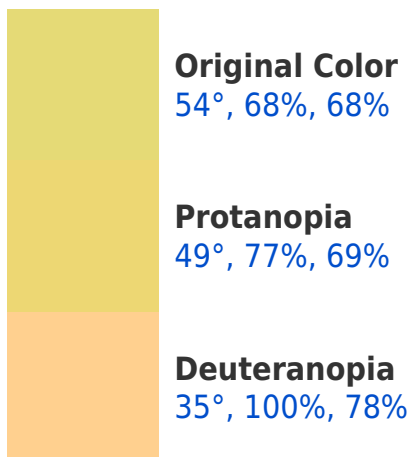 Original Color
54°, 68%, 68%
Protanopia
49°, 77%, 69%
Deuteranopia
35°, 100%, 78%